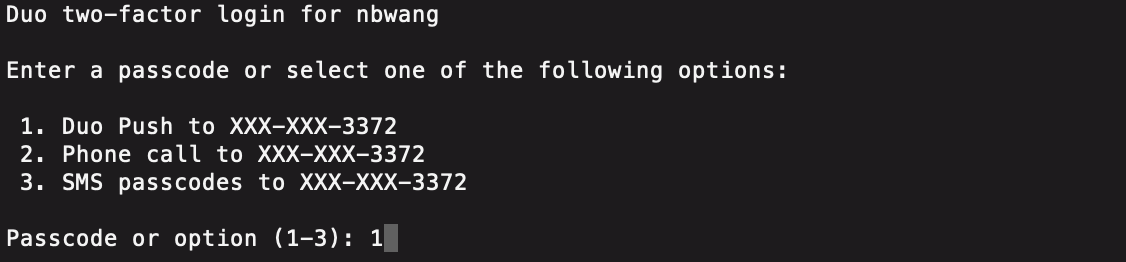 Duo two-factor login for nbwang
Enter a passcode or select one of the following options:
1. Duo Push to XXX-XXX-3372
2. Phone call to XXX-XXX-3372
3. SMS passcodes to XXX-XXX-3372
Passcode or option (1-3): 1